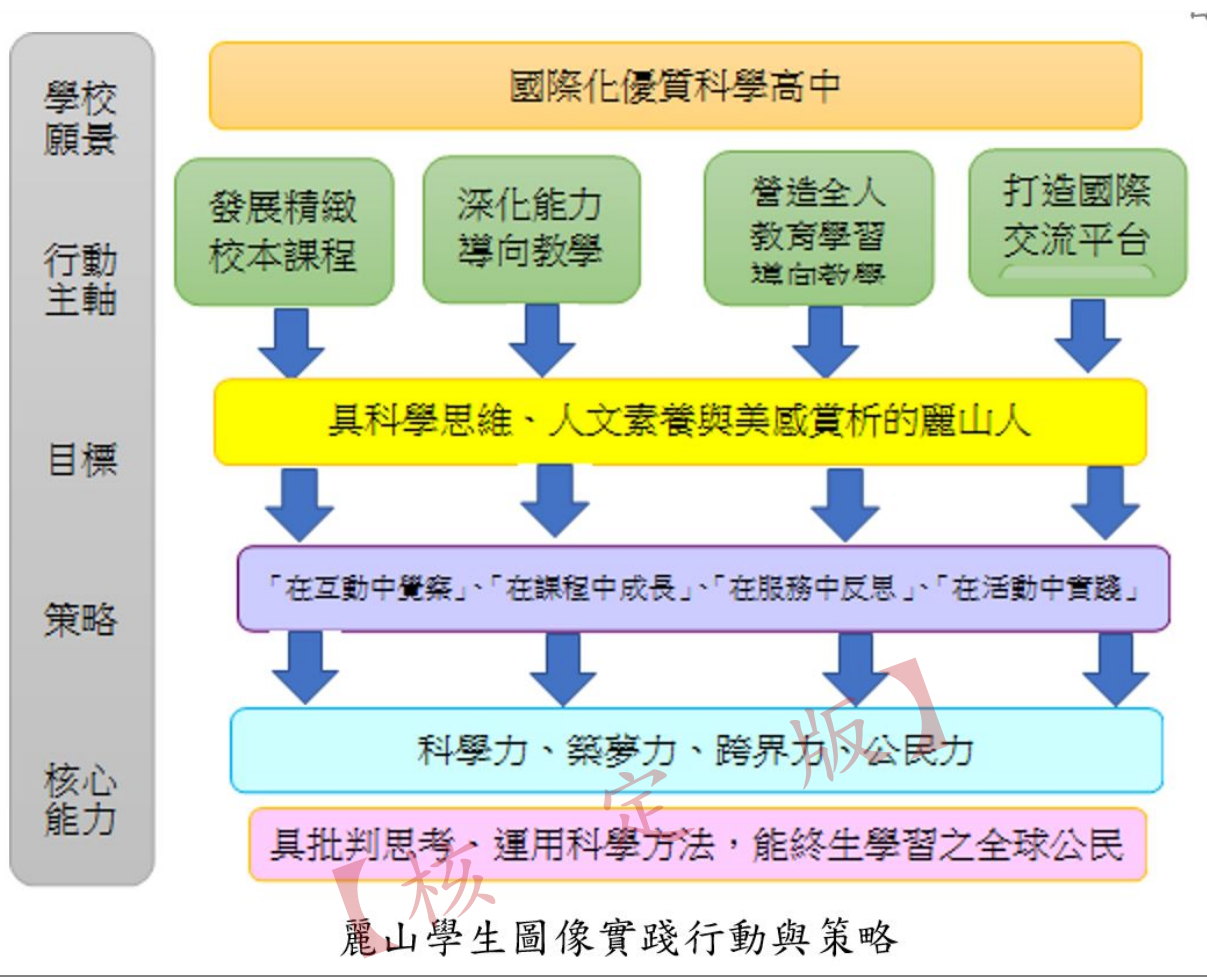 學校
願景
國際化優質科學高中
行動
主軸
發展精緻
校本課程
深化能力
導向教學
營造全人
教育學習
導向教學
打造國際
交流平台
目標
具科學思維、人文素養與美感賞析的麗山人
策略
「在互動中覺察」、「在課程中成長」、「在服務中反思」、「在活動中實踐」
核心
能力
科學力、築夢力、跨界力、公民力
具批判思考、運用科學方法,能終生學習之全球公民
【核定版】
麗山學生圖像實踐行動與策略